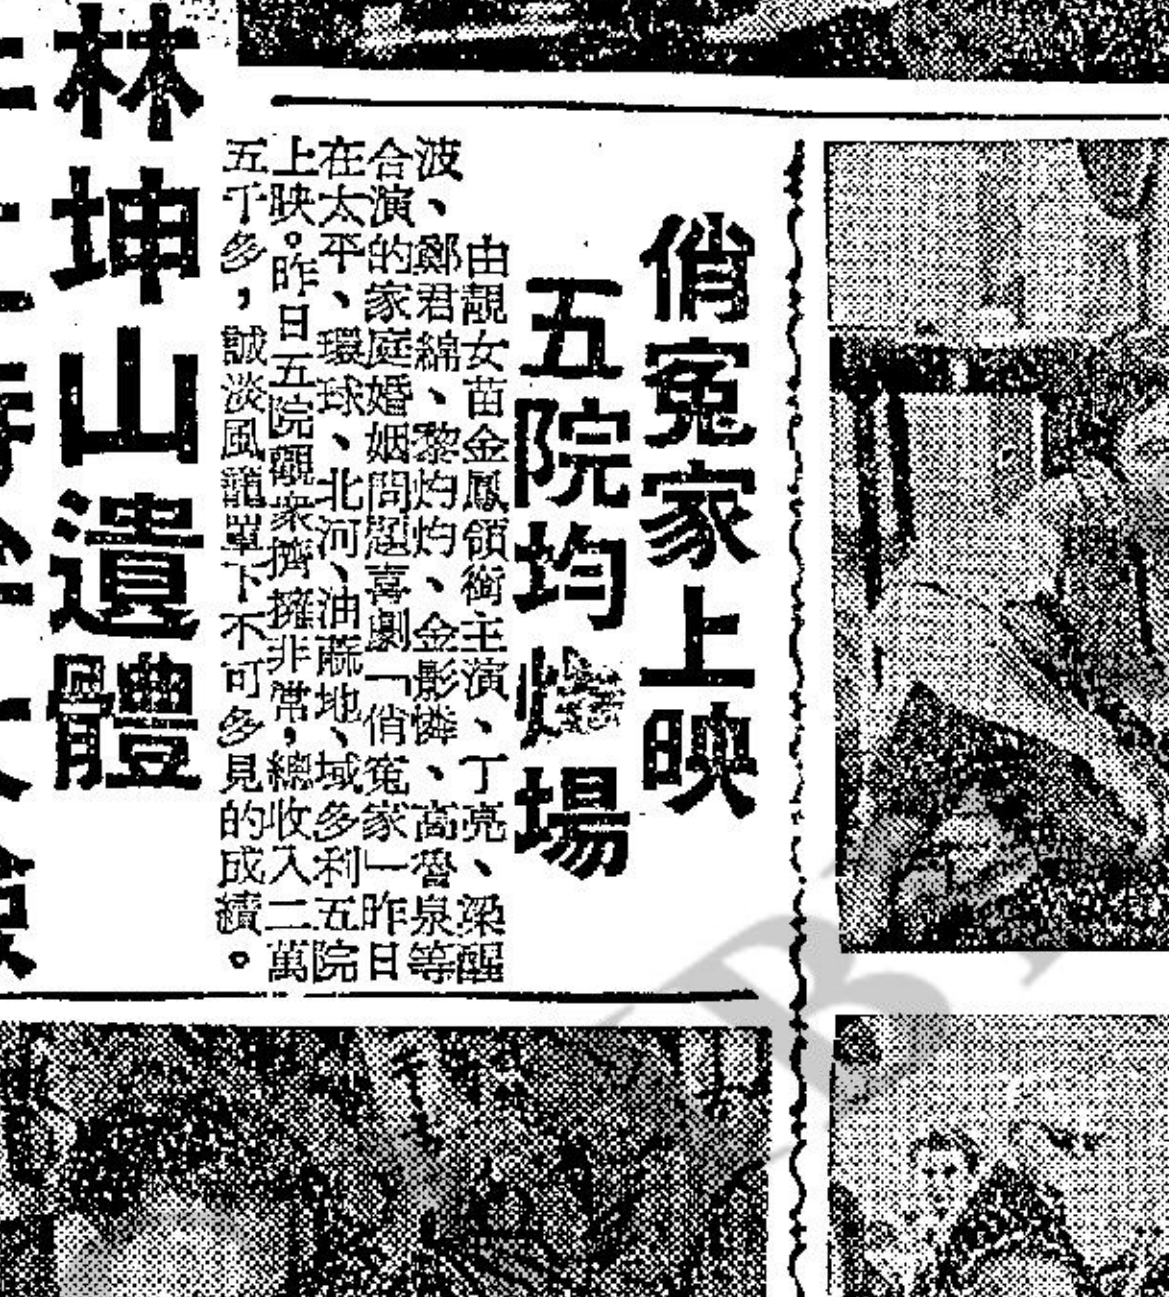 俏冤家上映
五院均場
由靚女苗金鳳領銜主演、丁亮、梁醒
波、鄭君綿、黎灼灼、金影憐、高魯泉等
合演的家庭婚姻問題喜劇「俏冤家」昨日
在太平、環球、北河、油蔴地、域多利五院
上映。昨日五院觀衆擠擁非常，總收入二萬
五千多，誠淡風籠罩下不可多見的成續。
林坤山遺體